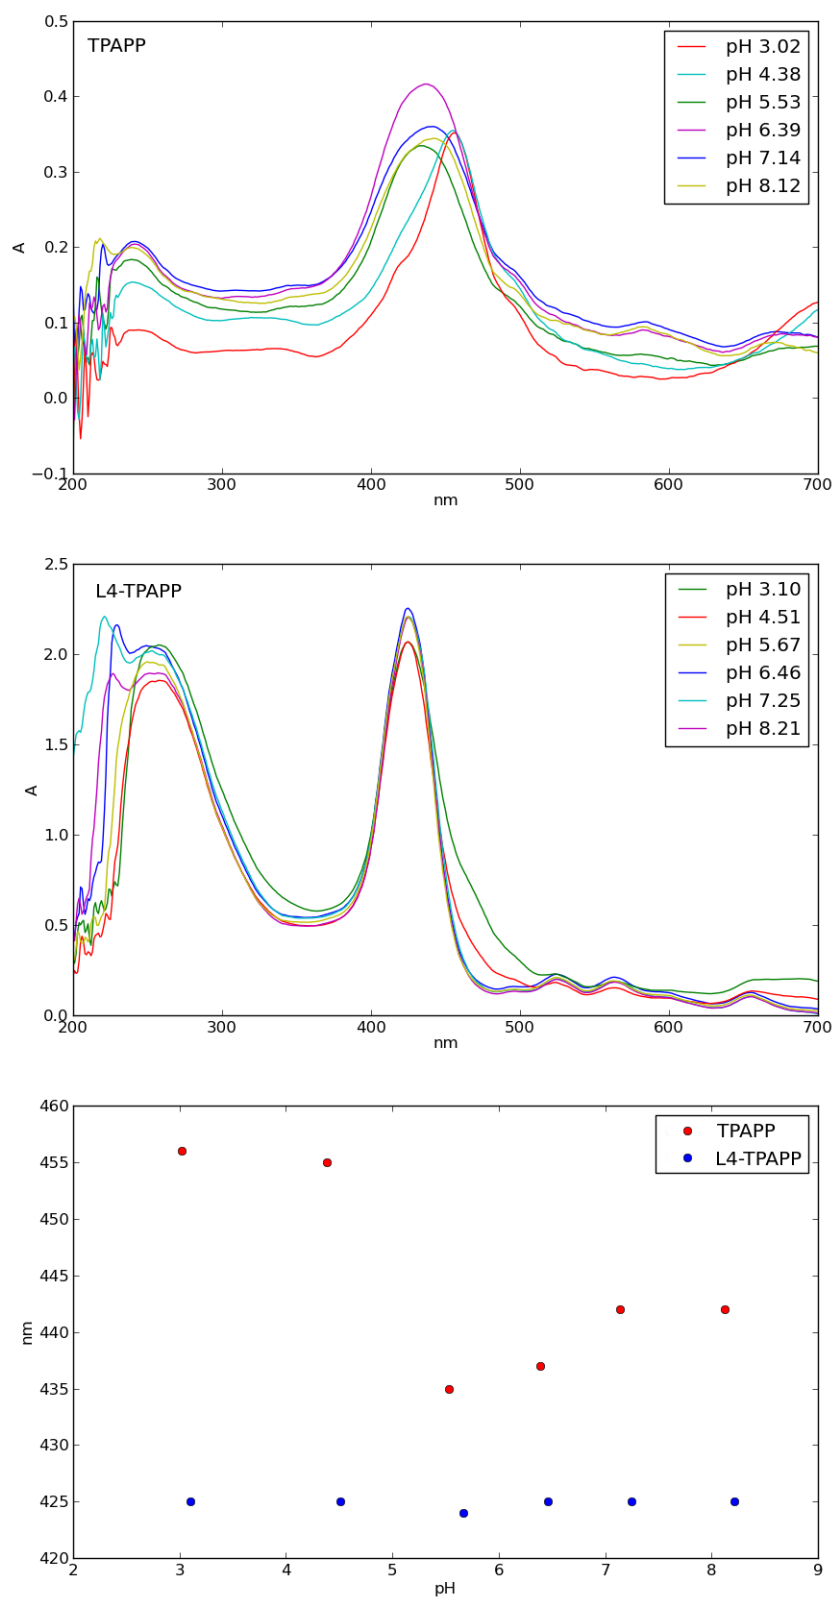 0.5
TPAPP
pH 3.02
pH 4.38
pH 5.53
pH 6.39
pH 7.14
pH 8.12
0.4
0.3
0.2
0.1
0.0
−0.1
A
200 300 400 500 600 700
nm
2.5
L4-TPAPP
pH 3.10
pH 4.51
pH 5.67
pH 6.46
pH 7.25
pH 8.21
2.0
1.5
1.0
0.5
0.0
A
200 300 400 500 600 700
nm
460
TPAPP
L4-TPAPP
455
450
445
440
435
430
425
420
nm
2 3 4 5 6 7 8 9
pH